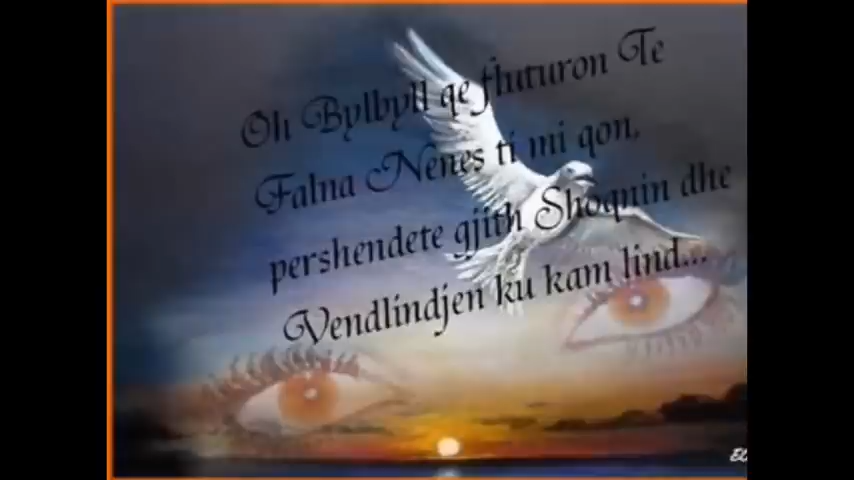 Oh Bylbyll qe fluturon Te
Falna Nenes ti mi qon,
pershendete gjith Shoqnin dhe
Vendlindjen ku kam lind...